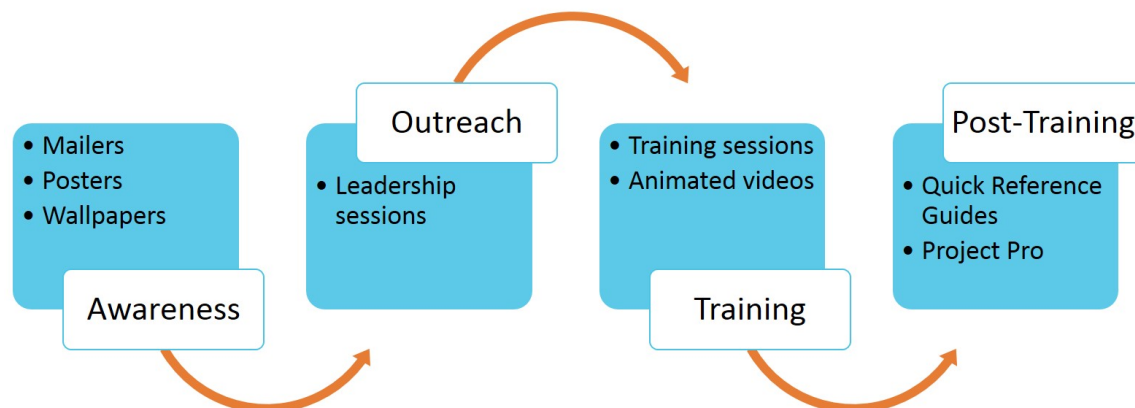 • Mailers
• Posters
• Wallpapers
Awareness
Outreach
• Leadership
sessions
• Training sessions
• Animated videos
Training
Post-Training
• Quick Reference
Guides
• Project Pro